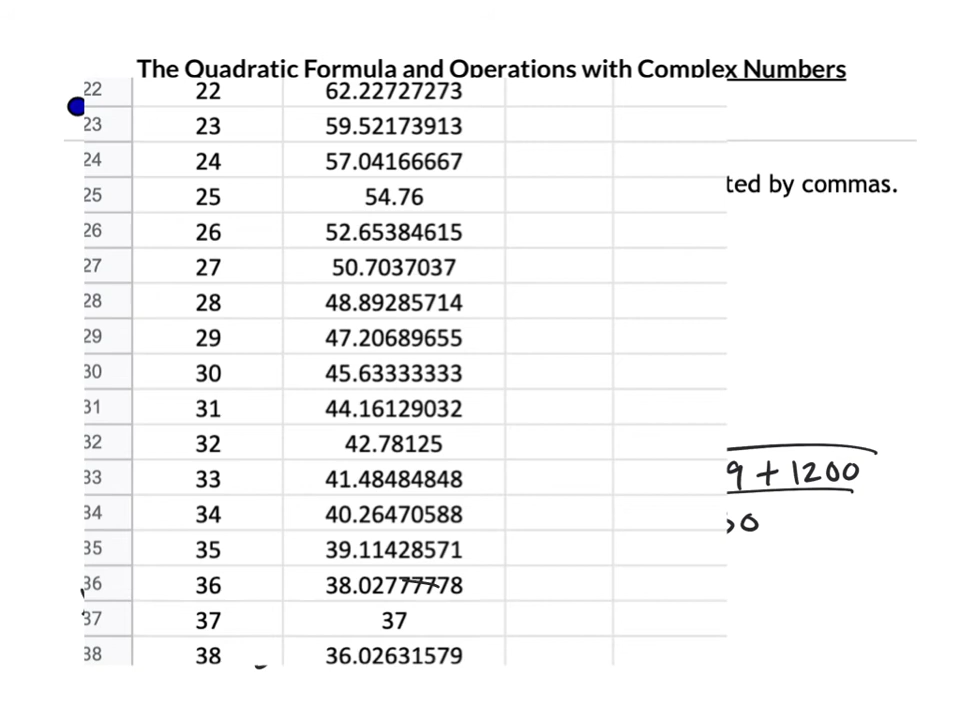 The Quadratic Formula and Operations with Complex Numbers
22 22 62.22727273
23 23 59.52173913
ted by commas.
24 24 57.04166667
25 25 54.76
26 26 52.65384615
27 27 50.7037037
28 28 48.89285714
29 29 47.20689655
30 30 45.63333333
31 31 44.16129032
32 32 42.78125
33 33 41.48484848
9 + 1200
34 34 40.26470588
0
35 35 39.11428571
36 36 38.02777778
37 37 37
38 38 36.02631579